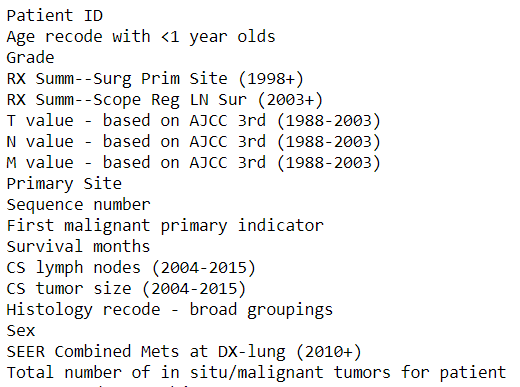 Patient ID
Age recode with <1 year olds
Grade
RX Summ--Surg Prim Site (1998+)
RX Summ--Scope Reg LN Sur (2003+)
T value - based on AJCC 3rd (1988-2003)
N value - based on AJCC 3rd (1988-2003)
M value - based on AJCC 3rd (1988-2003)
Primary Site
Sequence number
First malignant primary indicator
Survival months
CS lymph nodes (2004-2015)
CS tumor size (2004-2015)
Histology recode - broad groupings
Sex
SEER Combined Mets at DX-lung (2010+)
Total number of in situ/malignant tumors for patient